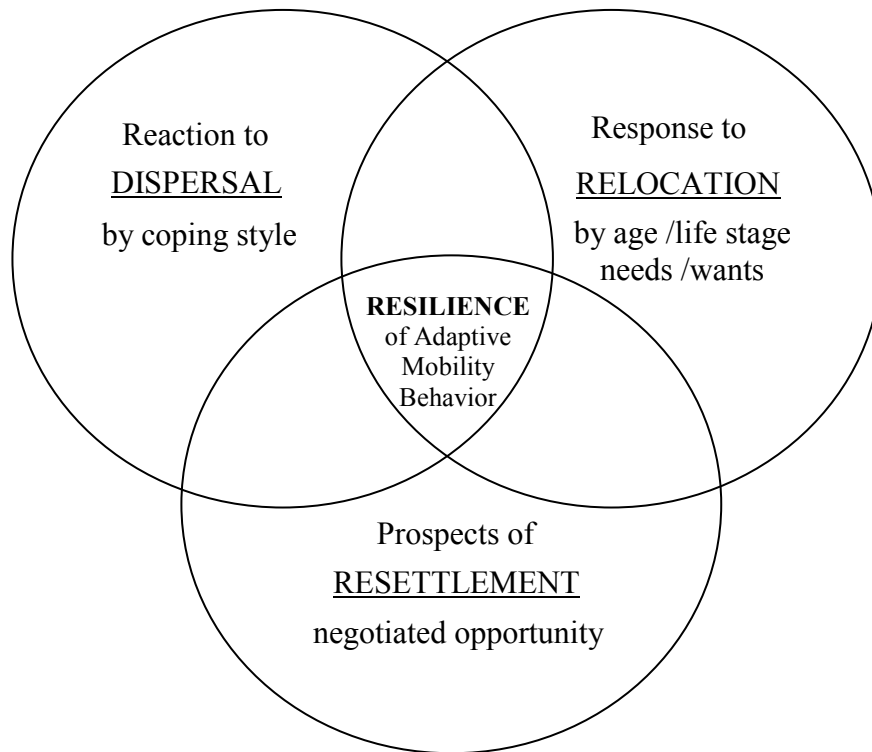 Reaction to
DISPERSAL
by coping style
Response to
RELOCATION
by age /life stage
needs /wants
RESILIENCE
of Adaptive
Mobility
Behavior
Prospects of
RESETTLEMENT
negotiated opportunity